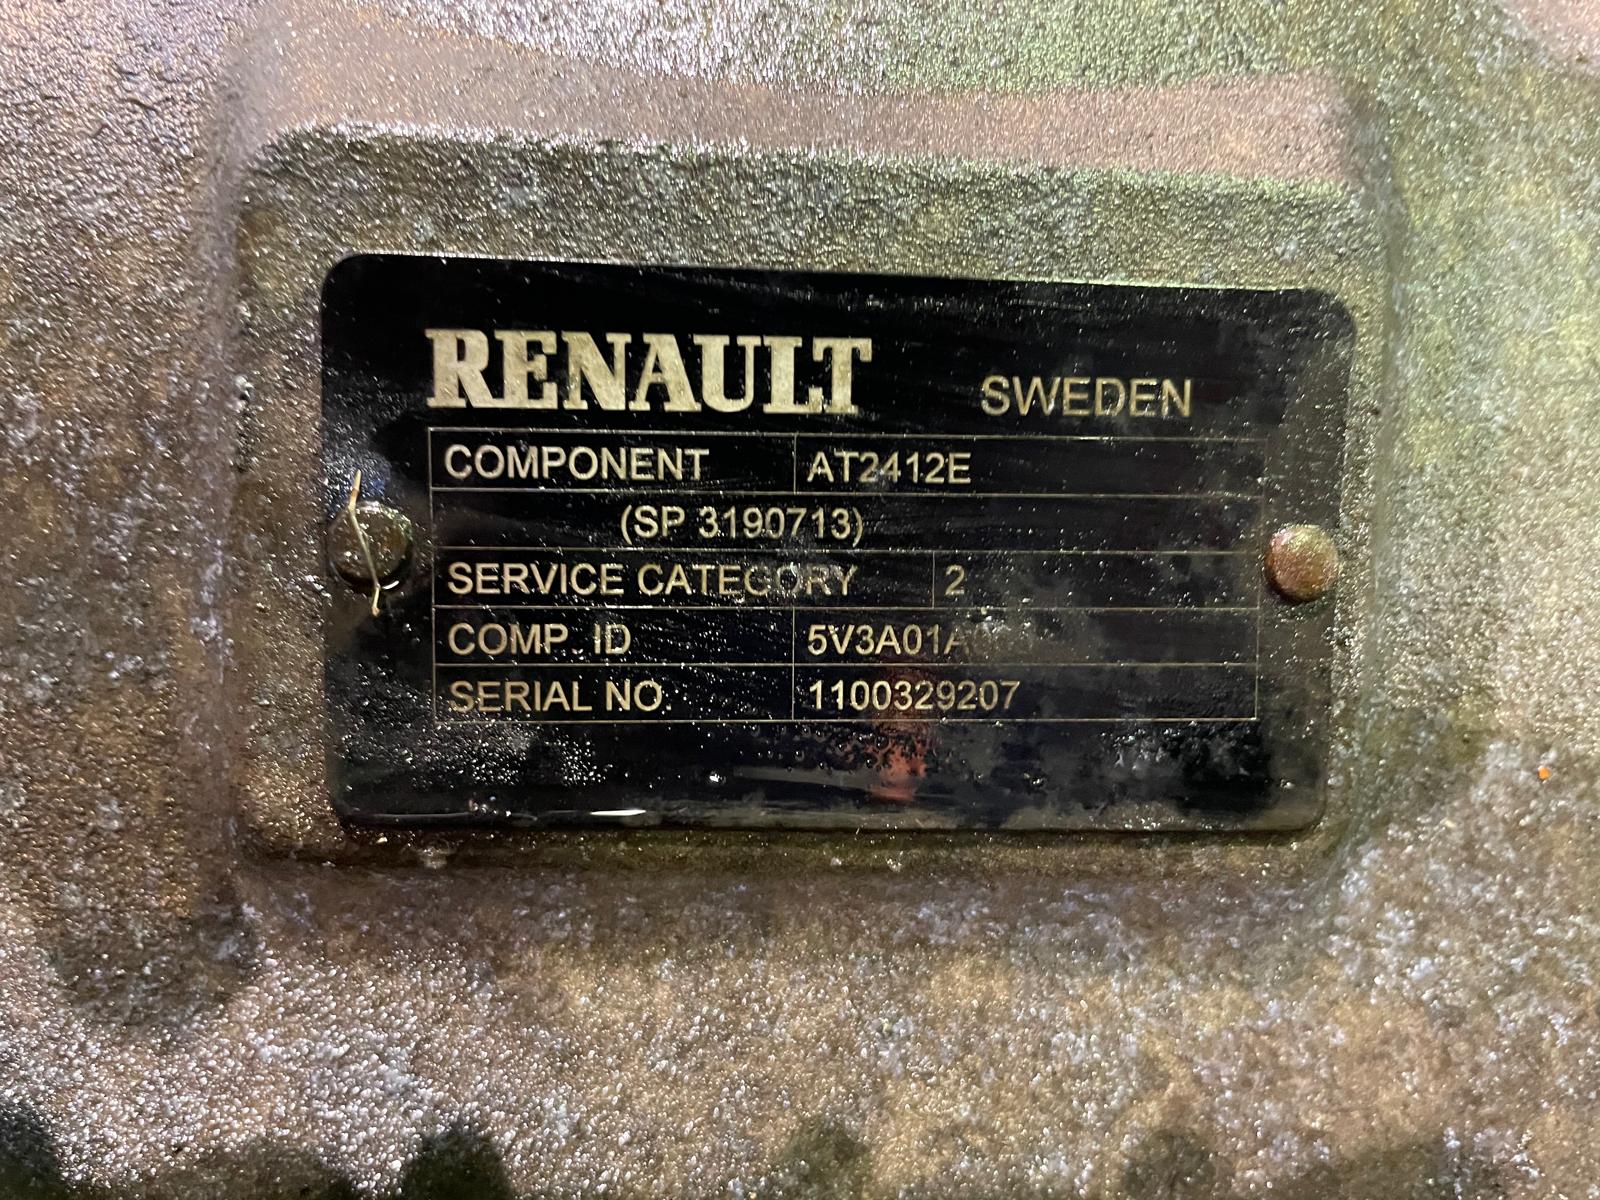 RENAULT SWEDEN
COMPONENT AT2412E
(SP 3190713)
SERVICE CATEGORY 2
COMP. ID
SERIAL NO. 1100329207